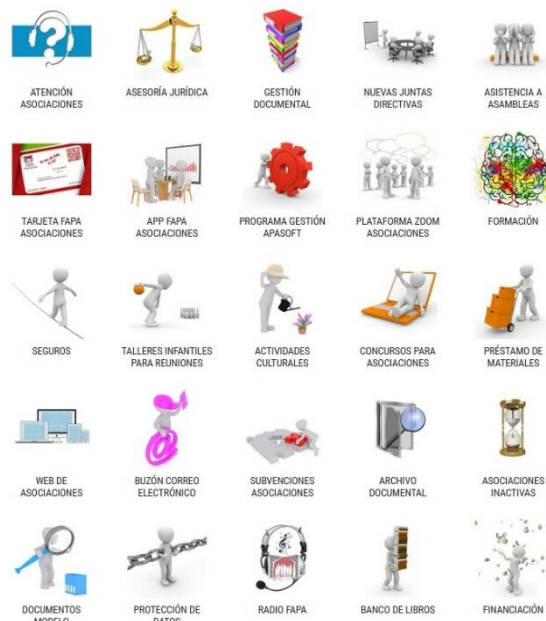 ATENCIÓN
ASOCIACIONES
ASESORÍA JURÍDICA
GESTIÓN
DOCUMENTAL
NUEVAS JUNTAS
DIRECTIVAS
ASISTENCIA A
ASAMBLEAS
TARJETA FAPA
ASOCIACIONES
APP FAPA
ASOCIACIONES
PROGRAMA GESTIÓN
APASOFT
PLATAFORMA ZOOM
ASOCIACIONES
FORMACIÓN
SEGUROS
TALLERES INFANTILES
PARA REUNIONES
ACTIVIDADES
CULTURALES
CONCURSOS PARA
ASOCIACIONES
PRÉSTAMO DE
MATERIALES
WEB DE
ASOCIACIONES
BUZÓN CORREO
ELECTRÓNICO
SUBVENCIONES
ASOCIACIONES
ARCHIVO
DOCUMENTAL
ASOCIACIONES
INACTIVAS
DOCUMENTOS
MODELO
PROTECCIÓN DE
DATOS
RADIO FAPA
BANCO DE LIBROS
FINANCIACIÓN